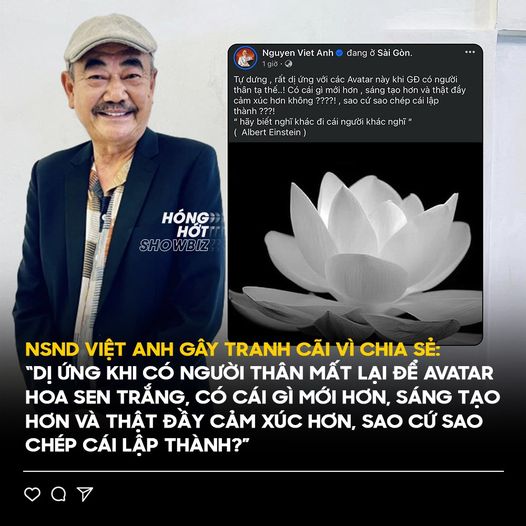 Nguyen Viet Anh đang ở Sài Gòn.
1 giờ
Tự dưng , rất dị ứng với các Avatar này khi GĐ có người
thân tạ thế..! Có cái gì mới hơn , sáng tạo hơn và thật đầy
cảm xúc hơn không ????! , sao cứ sao chép cái lập
thành ???!
" hãy biết nghĩ khác đi cái người khác nghĩ "
( Albert Einstein )
HÓNG
HỚT
SHOWBIZ
NSND VIỆT ANH GÂY TRANH CÃI VÌ CHIA SẺ:
"DỊ ỨNG KHI CÓ NGƯỜI THÂN MẤT LẠI ĐỂ AVATAR
HOA SEN TRẮNG, CÓ CÁI GÌ MỚI HƠN, SÁNG TẠO
HƠN VÀ THẬT ĐẦY CẢM XÚC HƠN, SAO CỨ SAO
CHÉP CÁI LẬP THÀNH?"